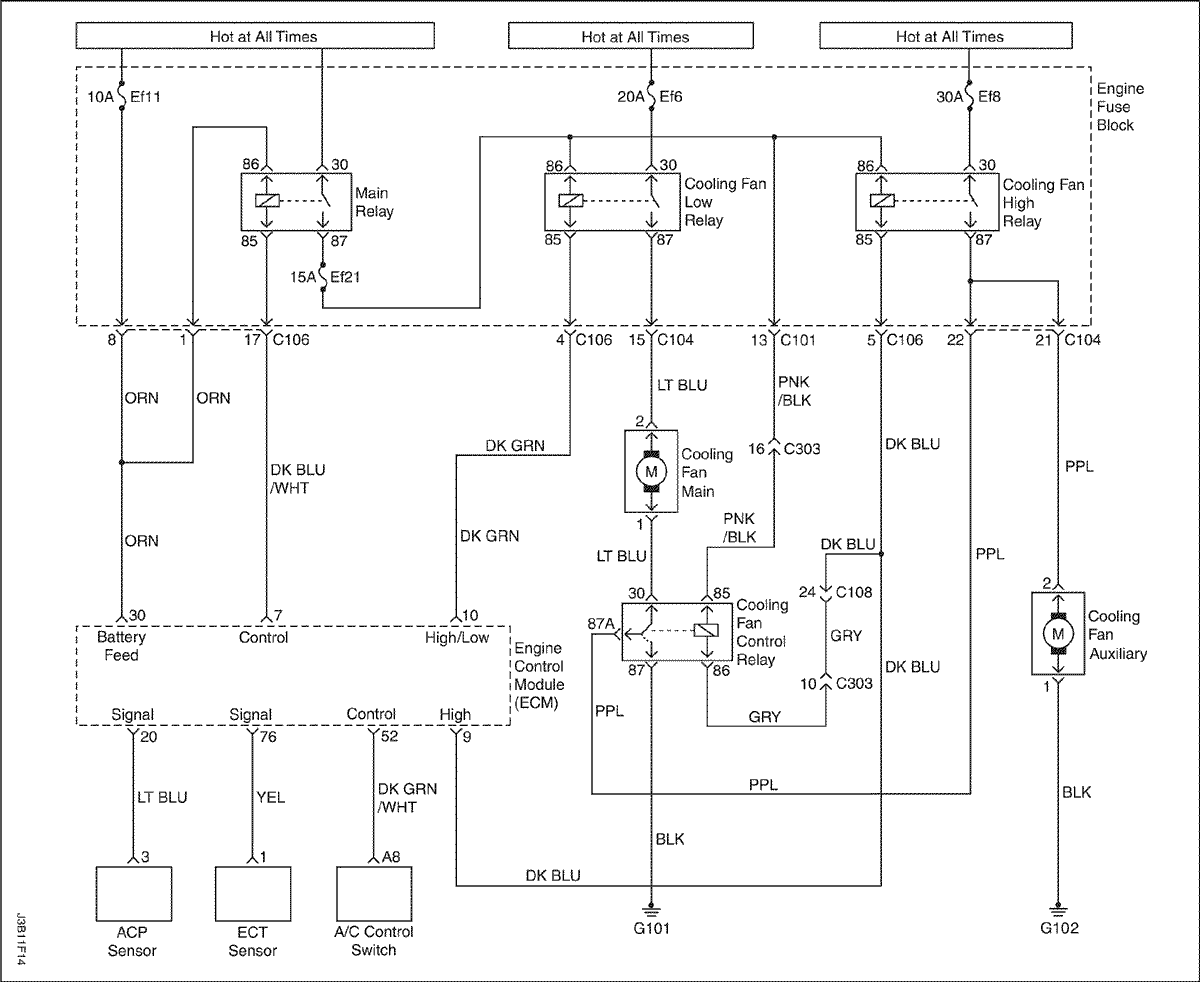 Hot at All Times
Hot at All Times
Hot at All Times
10A Ef11
20A Ef6
30A Ef8
Engine
Fuse
Block
86 30
86 30
86 30
Main
Relay
Cooling Fan
Low
Relay
Cooling Fan
High
Relay
85 87
85 87
85 87
15A Ef21
8 1 17 C106
4 C106
15 C104
13 C101
5 C106
22
21 C104
ORN
ORN
LT BLU
PNK
/BLK
2
DK GRN
16 C303
DK BLU
Cooling
Fan
Main
M
DK BLU
/WHT
PPL
1
PNK
/BLK
DK GRN
ORN
LT BLU
DK BLU
PPL
2
30 85
24 C108
30
7
10
87A
Cooling
Fan
Control
Relay
GRY
M
Cooling
Fan
Auxiliary
Battery
Feed
Control
High/Low
Engine
Control
Module
(ECM)
87 86
DK BLU
10 C303
1
Signal
Signal
Control
High
PPL
GRY
20
76
52
9
PPL
LT BLU
YEL
DK GRN
/WHT
BLK
BLK
3
1
A8
DK BLU
ACP
Sensor
ECT
Sensor
A/C Control
Switch
G101
G102
J3B11F14